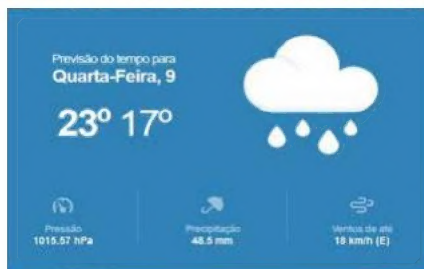 Previsão do tempo para
Quarta-Feira, 9
23º 17º
Pressão
1015.57 hPa
Precipitação
48.5 mm
Ventos de até
18 km/h (E)